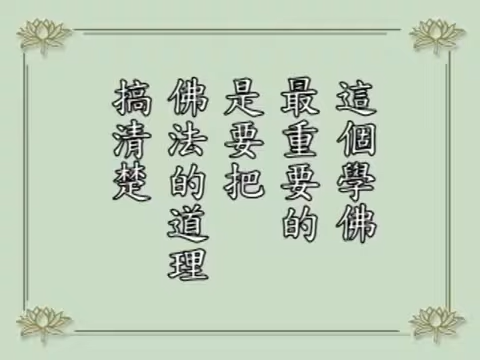 這個學佛
最重要的
是要把
佛法的道理
搞清楚